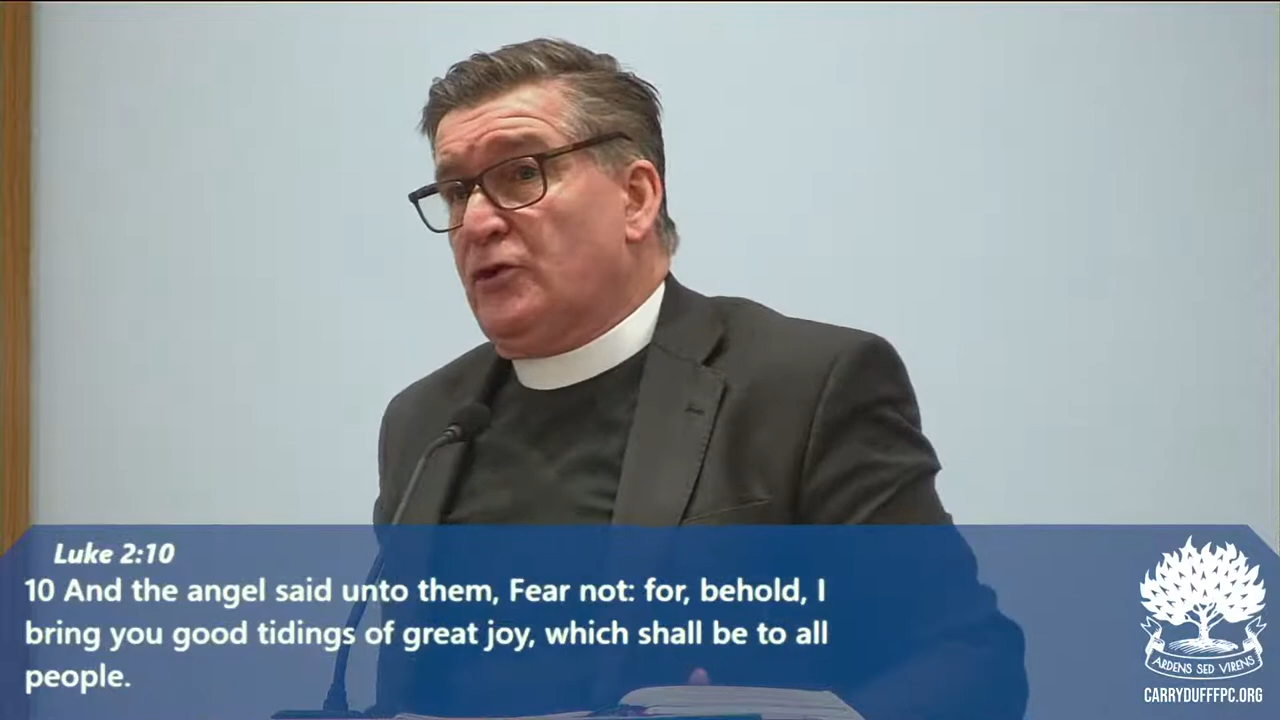 Luke 2:10
10 And the angel said unto them, Fear not: for, behold, I
bring you good tidings of great joy, which shall be to all
people.
ARDENS SED VIRENS
CARRYDUFFFPC.ORG